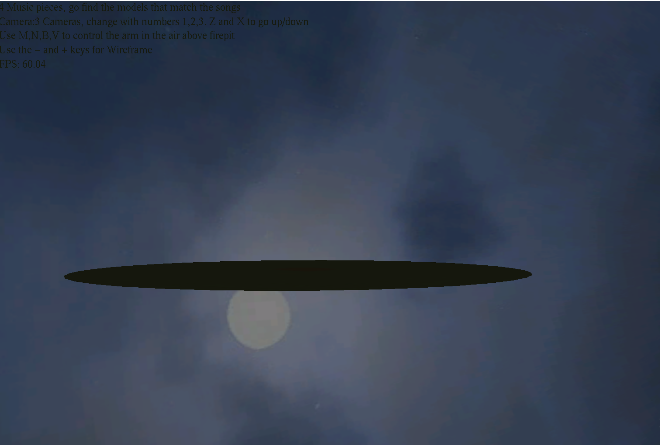 4 Music pieces, go find the models that match the songs
Camera:3 Cameras, change with numbers 1,2,3. Z and X to go up/down
Use M,N,B,V to control the arm in the air above firepit
Use the - and + keys for Wireframe
FPS: 60.04